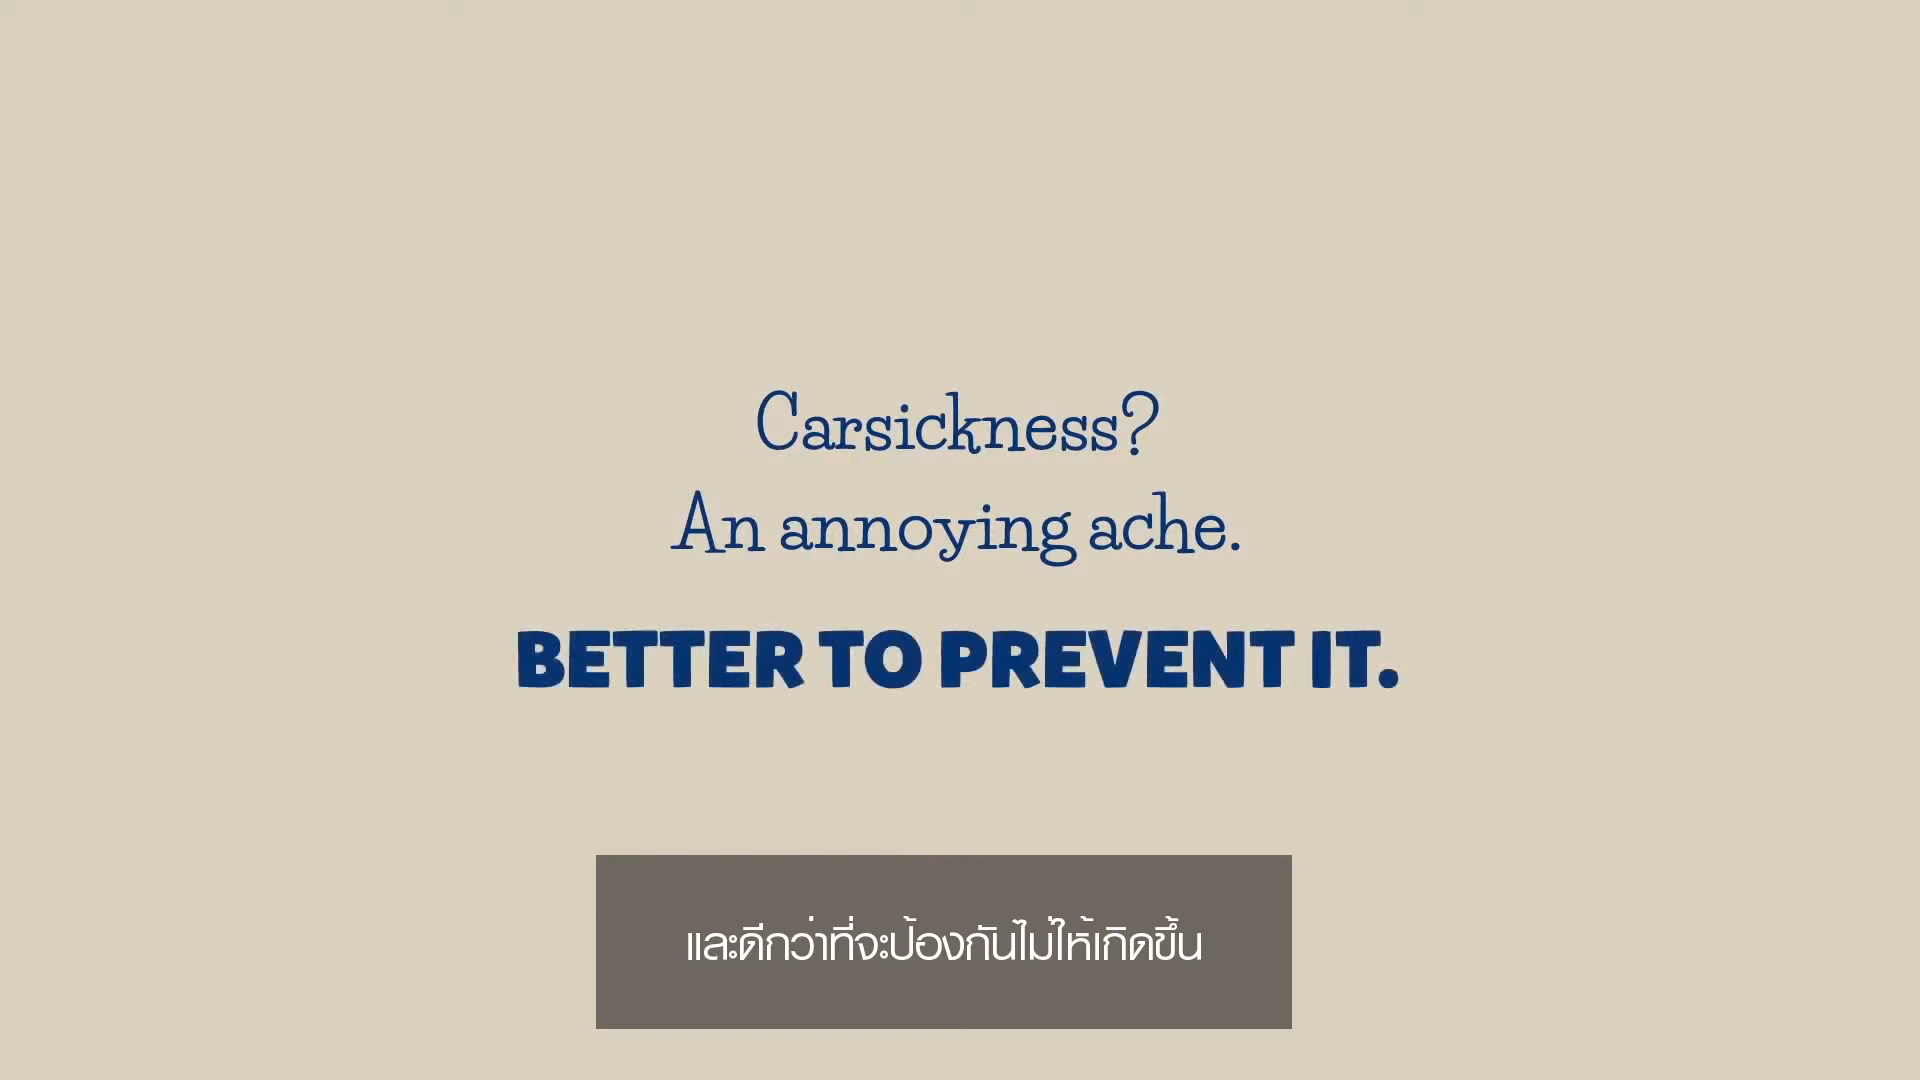 Carsickness?
An annoying ache.
BETTER TO PREVENT IT.
และดีกว่าที่จะป้องกันไม่ให้เกิดขึ้น